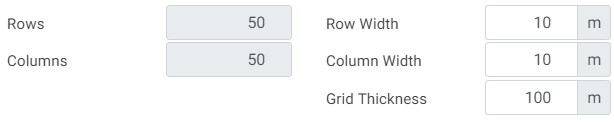 Rows 50 Row Width 10 m
Columns 50 Column Width 10 m
Grid Thickness 100 m